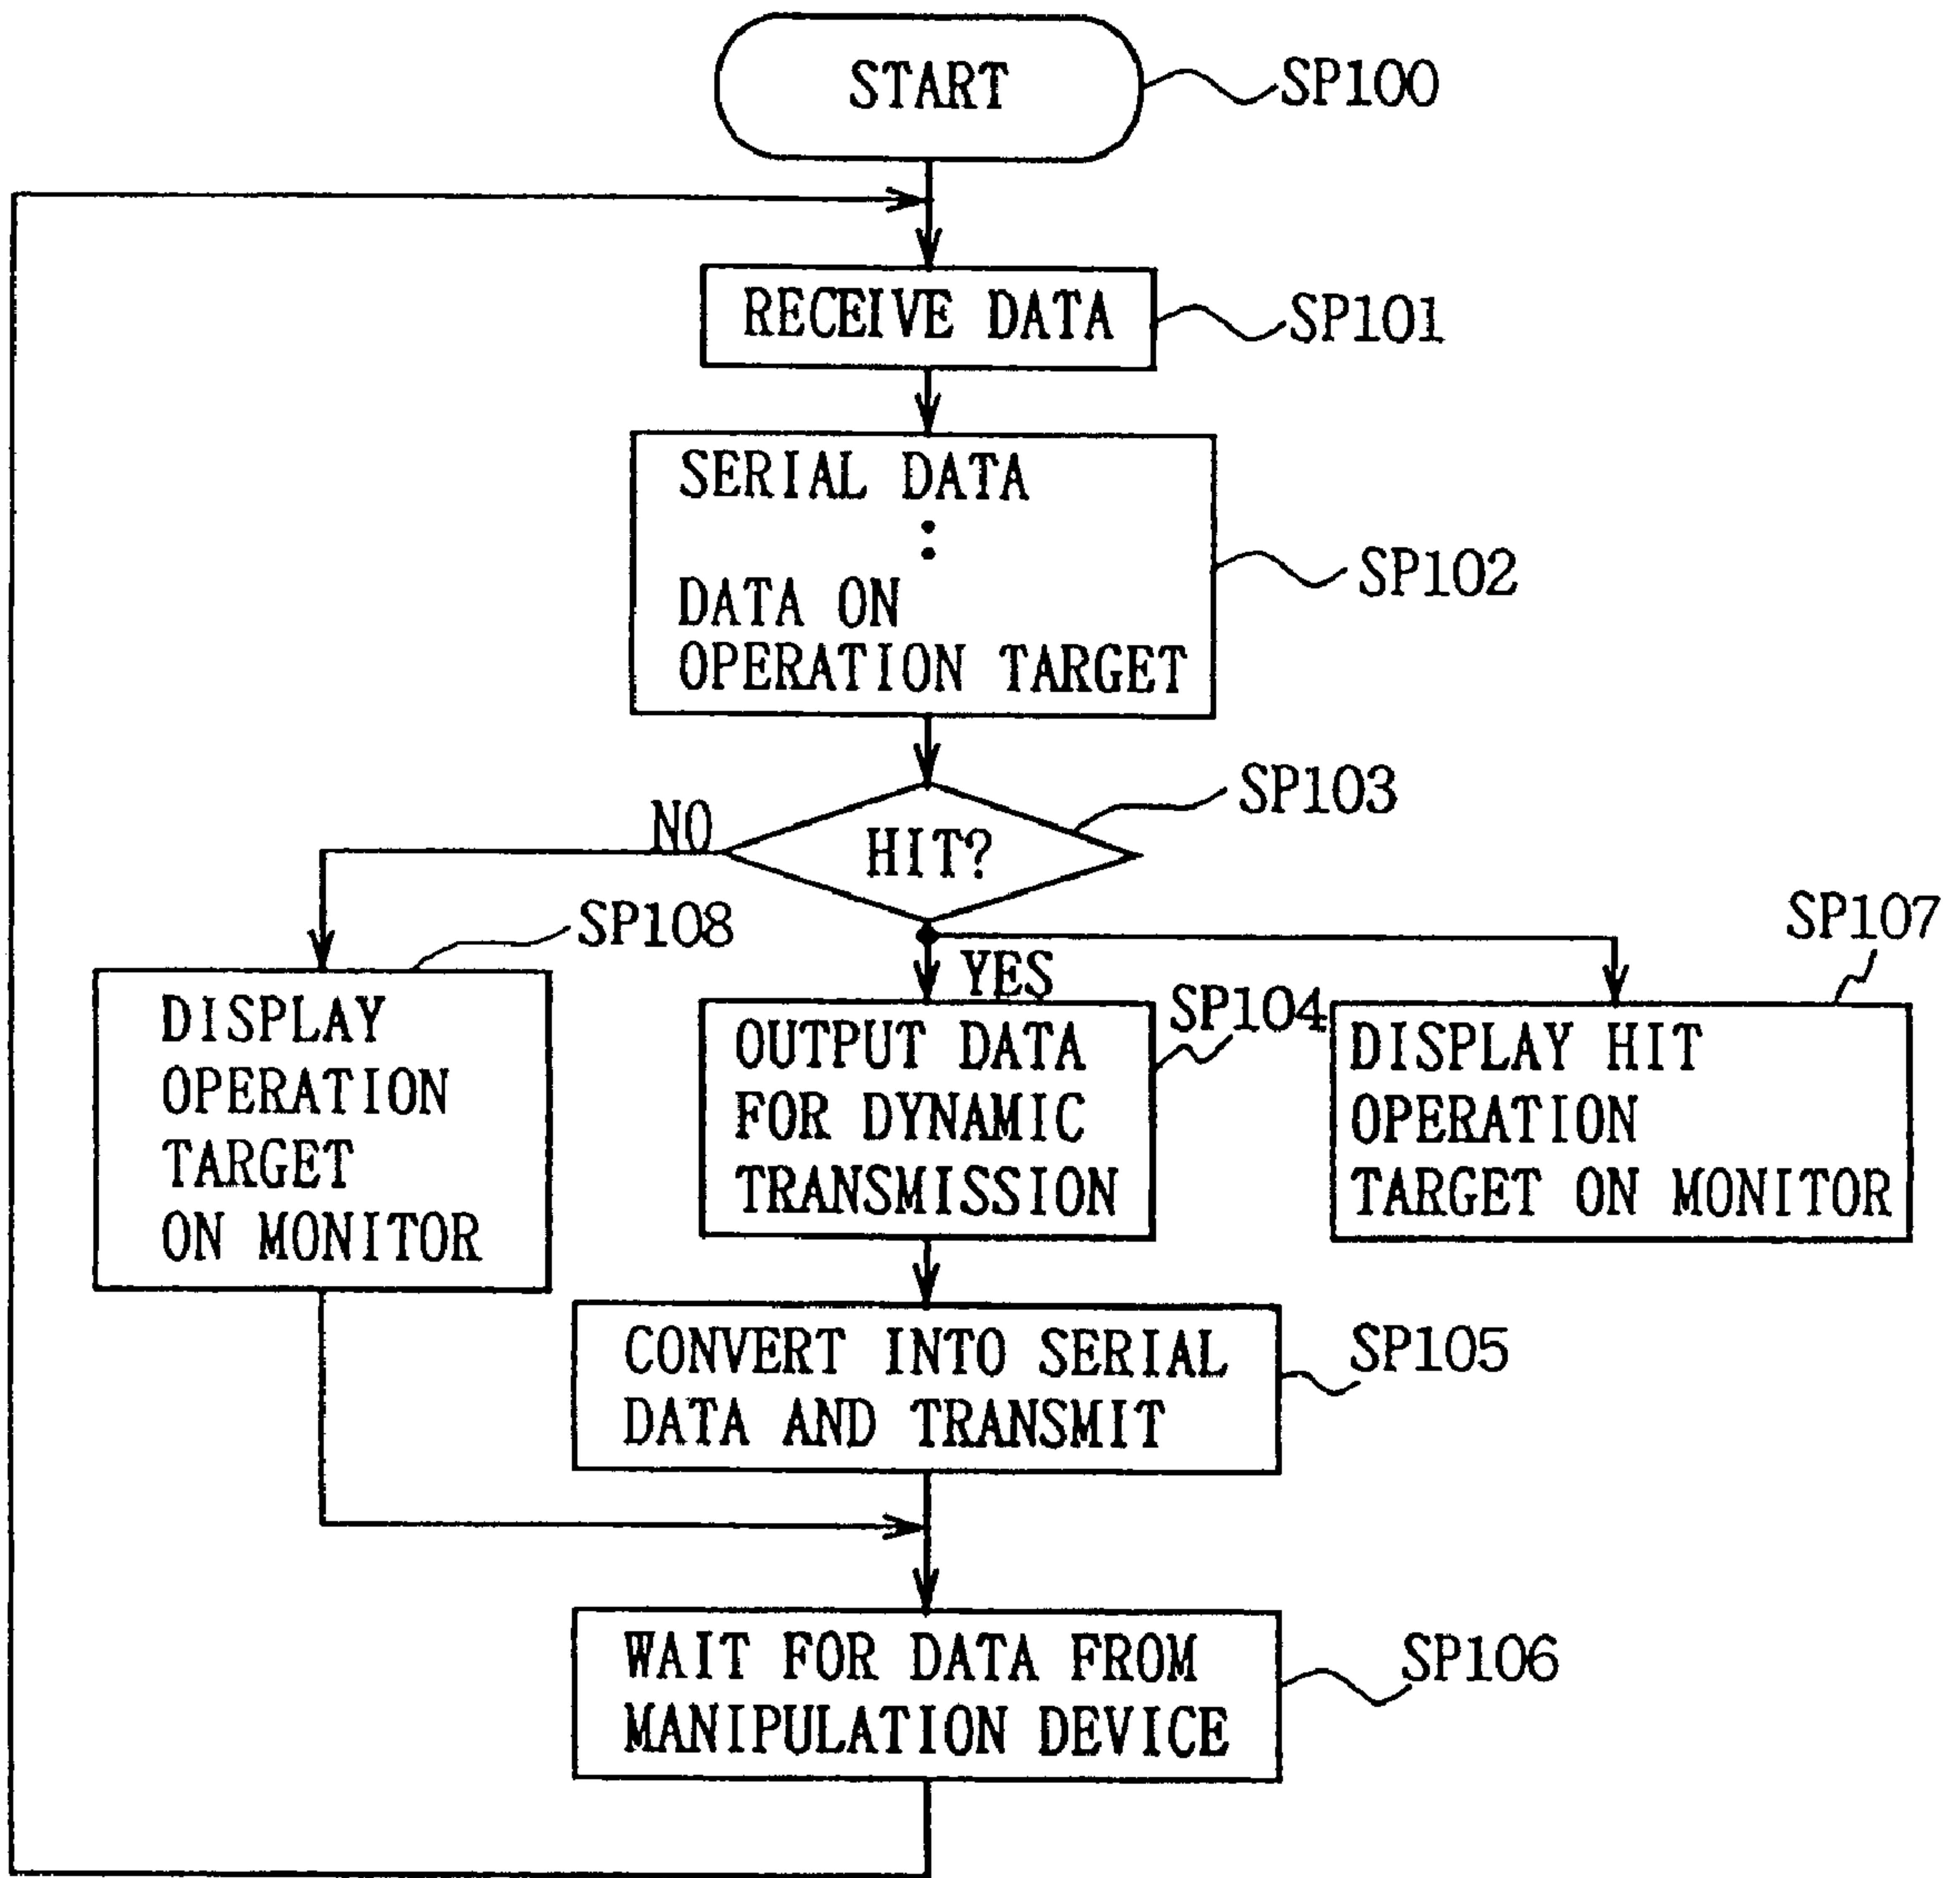 START
SP100
RECEIVE DATA
SP101
SERIAL DATA
:
DATA ON
OPERATION TARGET
SP102
SP103
NO
HIT?
SP108
YES
SP107
DISPLAY
OPERATION
TARGET
ON MONITOR
SP104
OUTPUT DATA
FOR DYNAMIC
TRANSMISSION
DISPLAY HIT
OPERATION
TARGET ON MONITOR
CONVERT INTO SERIAL
DATA AND TRANSMIT
SP105
WAIT FOR DATA FROM
MANIPULATION DEVICE
SP106